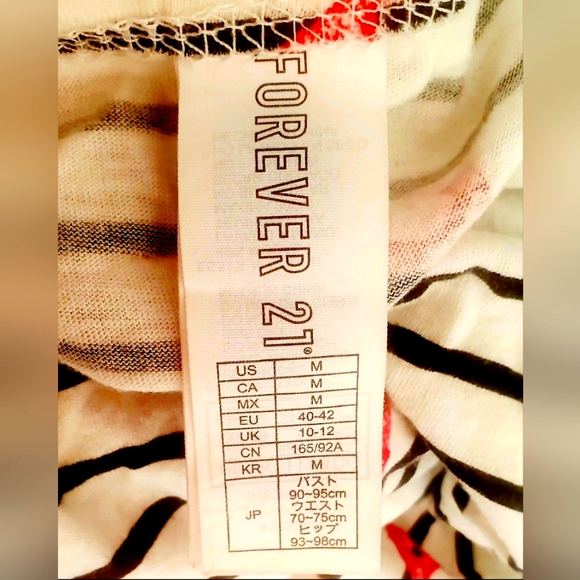 FOREVER 21®
US M
CA M
MX M
EU 40-42
UK 10-12
CN 165/92A
KR M
JP バスト
90~95cm
ウエスト
70~75cm
ヒップ
93~98cm